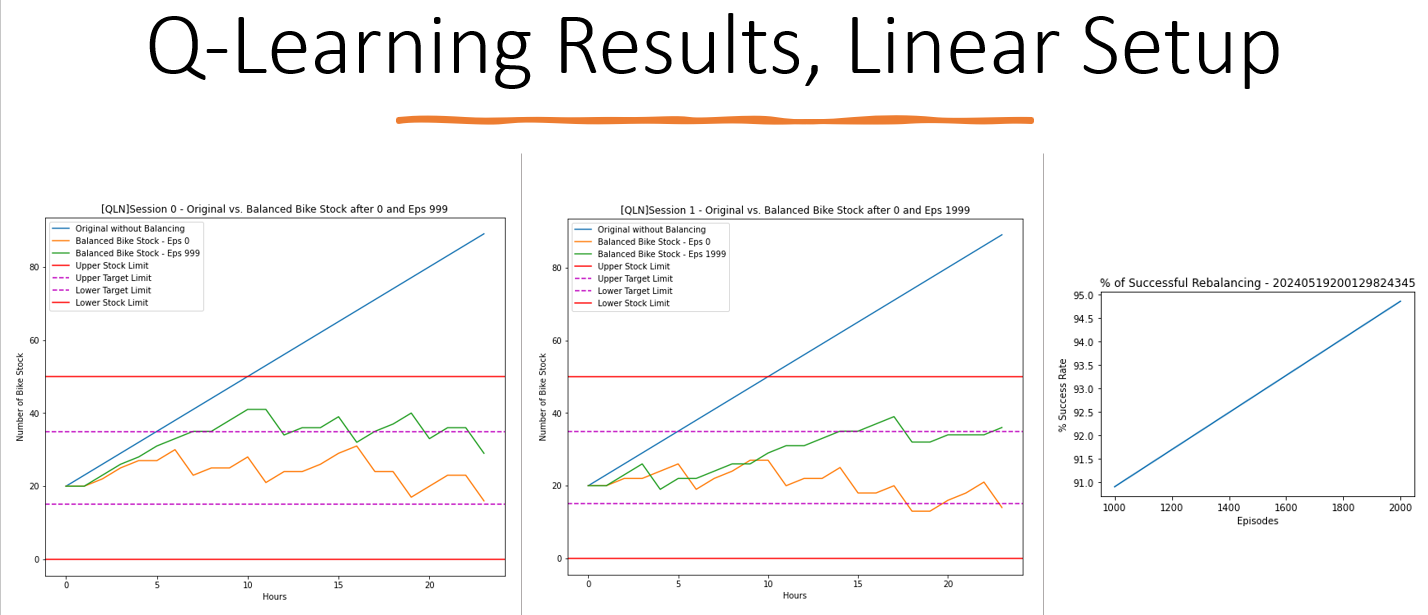 Q-Learning Results, Linear Setup
[QLN]Session 0 - Original vs. Balanced Bike Stock after 0 and Eps 999
Original without Balancing
Balanced Bike Stock - Eps 0
Balanced Bike Stock - Eps 999
Upper Stock Limit
Upper Target Limit
Lower Target Limit
Lower Stock Limit
Number of Bike Stock
80
60
40
20
0
0 5 10 15 20
Hours
[QLN]Session 1 - Original vs. Balanced Bike Stock after 0 and Eps 1999
Original without Balancing
Balanced Bike Stock - Eps 0
Balanced Bike Stock - Eps 1999
Upper Stock Limit
Upper Target Limit
Lower Target Limit
Lower Stock Limit
Number of Bike Stock
80
60
40
20
0
0 5 10 15 20
Hours
% of Successful Rebalancing - 20240519200129824345
% Success Rate
95.0
94.5
94.0
93.5
93.0
92.5
92.0
91.5
91.0
1000 1200 1400 1600 1800 2000
Episodes